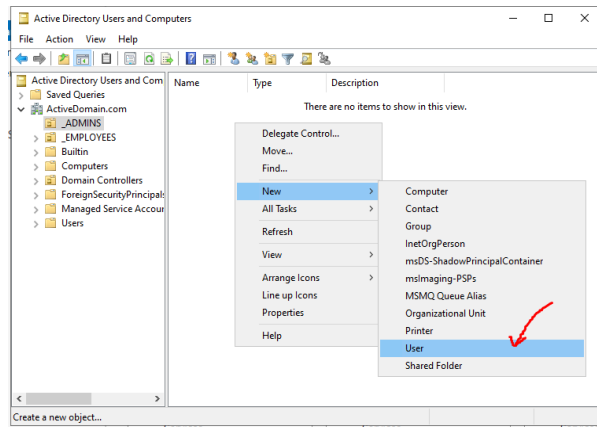 Active Directory Users and Computers
File Action View Help
Active Directory Users and Com
Saved Queries
ActiveDomain.com
_ADMINS
_EMPLOYEES
Builtin
Computers
Domain Controllers
ForeignSecurityPrincipals
Managed Service Accour
Users
Name Type Description
There are no items to show in this view.
Delegate Control...
Move...
Find...
New
All Tasks
Refresh
View
Arrange Icons
Line up Icons
Properties
Help
Computer
Contact
Group
InetOrgPerson
msDS-ShadowPrincipalContainer
msImaging-PSPs
MSMQ Queue Alias
Organizational Unit
Printer
User
Shared Folder
Create a new object...